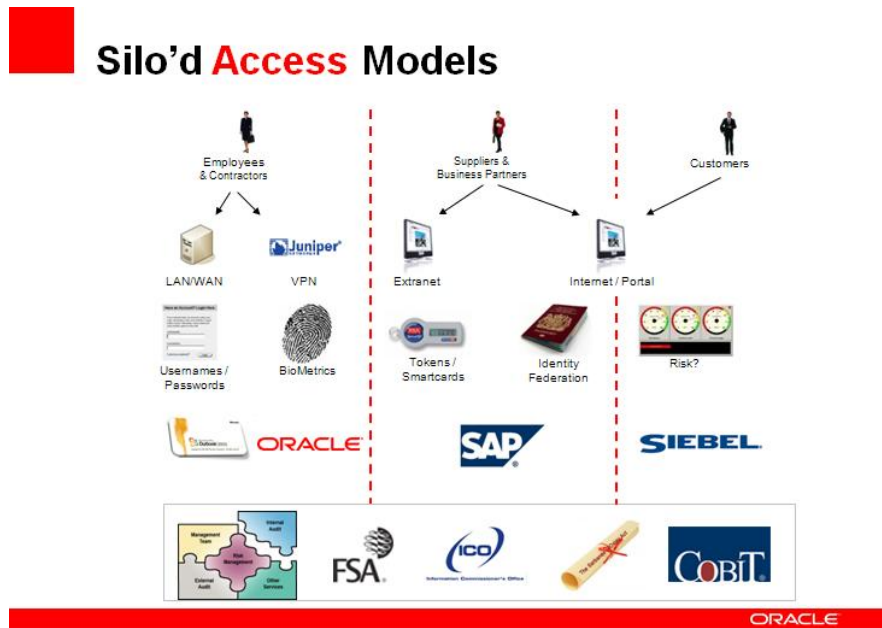 Silo'd Access Models
Employees
& Contractors
Suppliers &
Business Partners
Customers
Juniper
LAN/WAN
VPN
Extranet
Internet / Portal
Usernames /
Passwords
BioMetrics
Tokens /
Smartcards
Identity
Federation
Risk?
Outlook
ORACLE
SAP
SIEBEL
Management
Team
Internal
Audit
Risk
Management
External
Audit
Other
Services
FSA
ICO
Information Commissioner's Office
COBIT
ORACLE